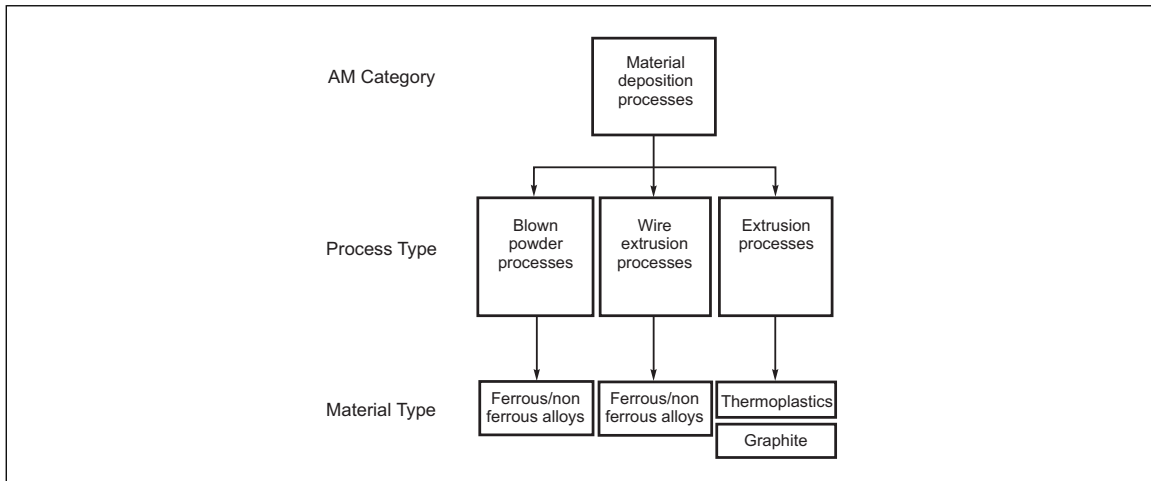 AM Category
Material
deposition
processes
Process Type
Blown
powder
processes
Wire
extrusion
processes
Extrusion
processes
Material Type
Ferrous/non
ferrous alloys
Ferrous/non
ferrous alloys
Thermoplastics
Graphite